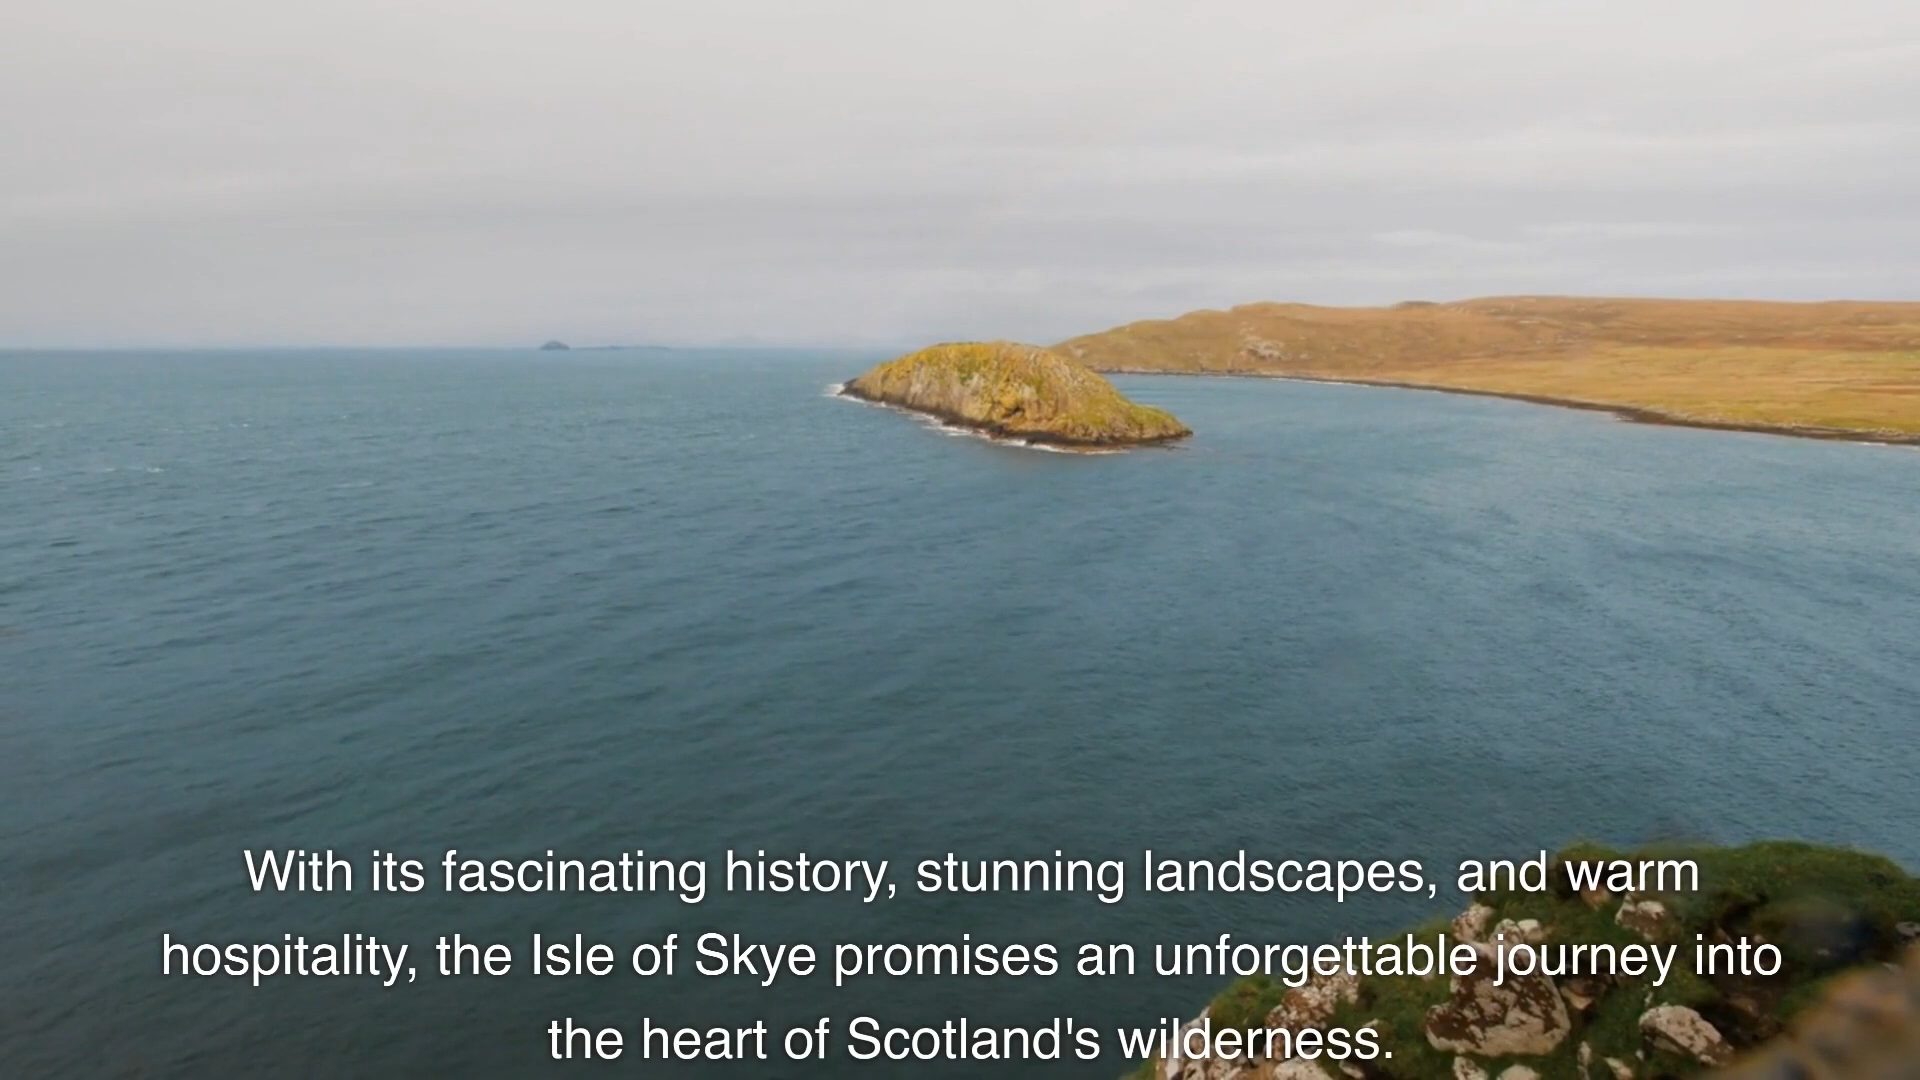 With its fascinating history, stunning landscapes, and warm
hospitality, the Isle of Skye promises an unforgettable journey into
the heart of Scotland's wilderness.